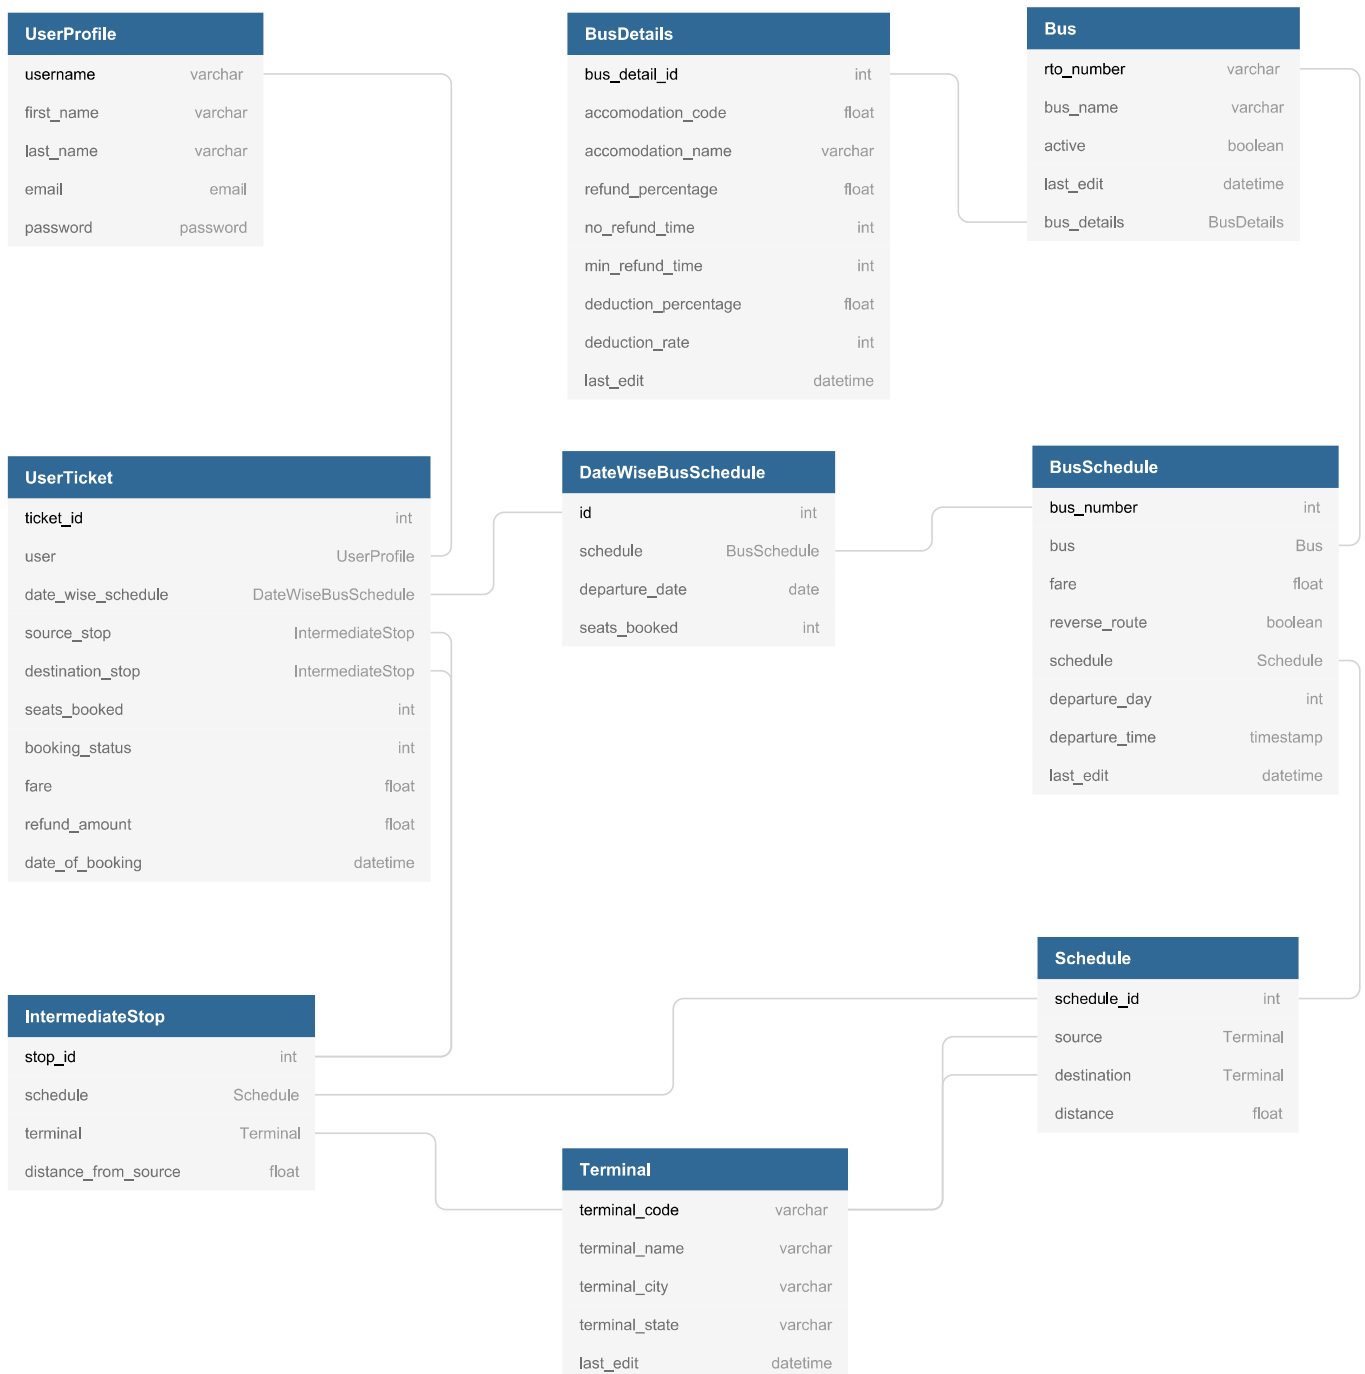 UserProfile
username varchar
first_name varchar
last_name varchar
email email
password password
BusDetails
bus_detail_id int
accomodation_code float
accomodation_name varchar
refund_percentage float
no_refund_time int
min_refund_time int
deduction_percentage float
deduction_rate int
last_edit datetime
Bus
rto_number varchar
bus_name varchar
active boolean
last_edit datetime
bus_details BusDetails
UserTicket
ticket_id int
user UserProfile
date_wise_schedule DateWiseBusSchedule
source_stop IntermediateStop
destination_stop IntermediateStop
seats_booked int
booking_status int
fare float
refund_amount float
date_of_booking datetime
DateWiseBusSchedule
id int
schedule BusSchedule
departure_date date
seats_booked int
BusSchedule
bus_number int
bus Bus
fare float
reverse_route boolean
schedule Schedule
departure_day int
departure_time timestamp
last_edit datetime
IntermediateStop
stop_id int
schedule Schedule
terminal Terminal
distance_from_source float
Schedule
schedule_id int
source Terminal
destination Terminal
distance float
Terminal
terminal_code varchar
terminal_name varchar
terminal_city varchar
terminal_state varchar
last_edit datetime